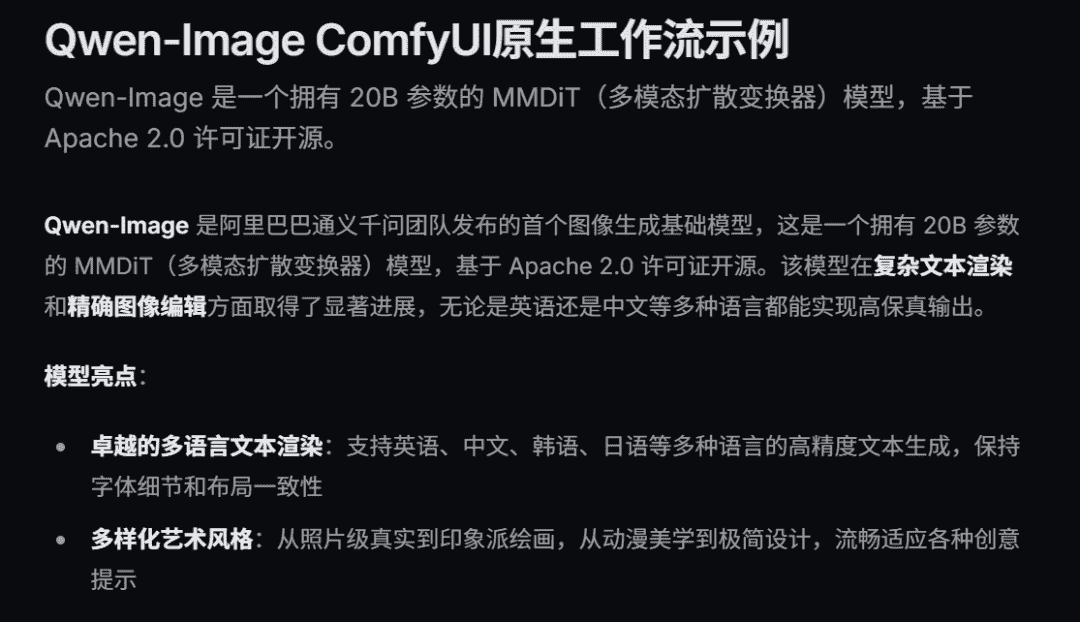 Qwen-Image ComfyUI原生工作流示例
Qwen-Image 是一个拥有 20B 参数的 MMDiT（多模态扩散变换器）模型，基于
Apache 2.0 许可证开源。
Qwen-Image 是阿里巴巴通义千问团队发布的首个图像生成基础模型，这是一个拥有 20B 参数
的 MMDiT（多模态扩散变换器）模型，基于 Apache 2.0 许可证开源。该模型在复杂文本渲染
和精确图像编辑方面取得了显著进展，无论是英语还是中文等多种语言都能实现高保真输出。
模型亮点：
• 卓越的多语言文本渲染：支持英语、中文、韩语、日语等多种语言的高精度文本生成，保持
字体细节和布局一致性
• 多样化艺术风格：从照片级真实到印象派绘画，从动漫美学到极简设计，流畅适应各种创意
提示